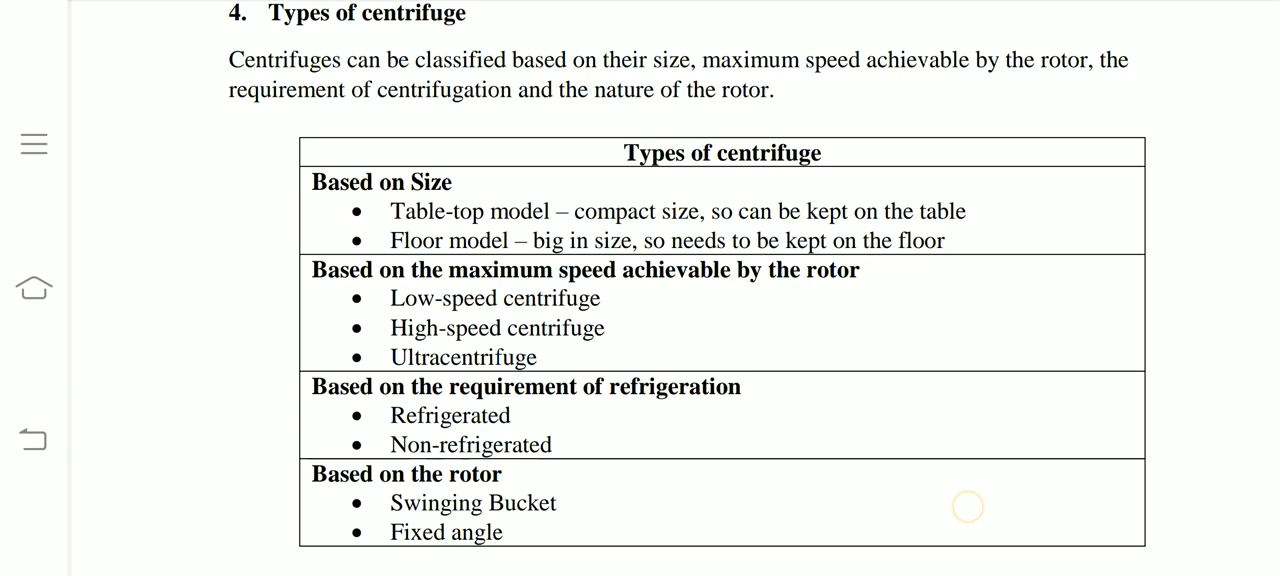 4. Types of centrifuge
Centrifuges can be classified based on their size, maximum speed achievable by the rotor, the
requirement of centrifugation and the nature of the rotor.
Types of centrifuge
Based on Size
• Table-top model – compact size, so can be kept on the table
• Floor model – big in size, so needs to be kept on the floor
Based on the maximum speed achievable by the rotor
• Low-speed centrifuge
• High-speed centrifuge
• Ultracentrifuge
Based on the requirement of refrigeration
• Refrigerated
• Non-refrigerated
Based on the rotor
• Swinging Bucket
• Fixed angle